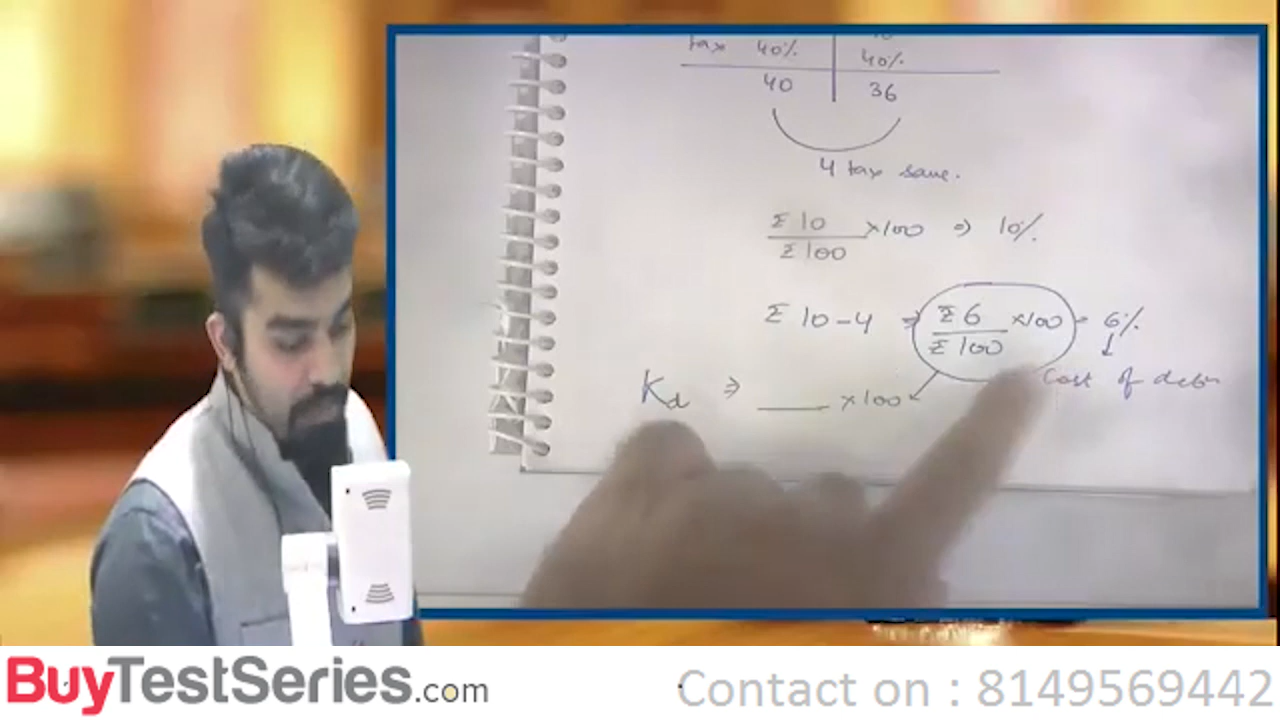 tax 40% 40%
40 36
4 tax save.
₹ 10 / ₹ 100 ×100 ⇒ 10%
₹ 10 - 4 ⇒ ₹ 6 / ₹ 100 ×100 = 6%
Cost of debt
Kd ⇒ ×100
BuyTestSeries.com
Contact on : 8149569442